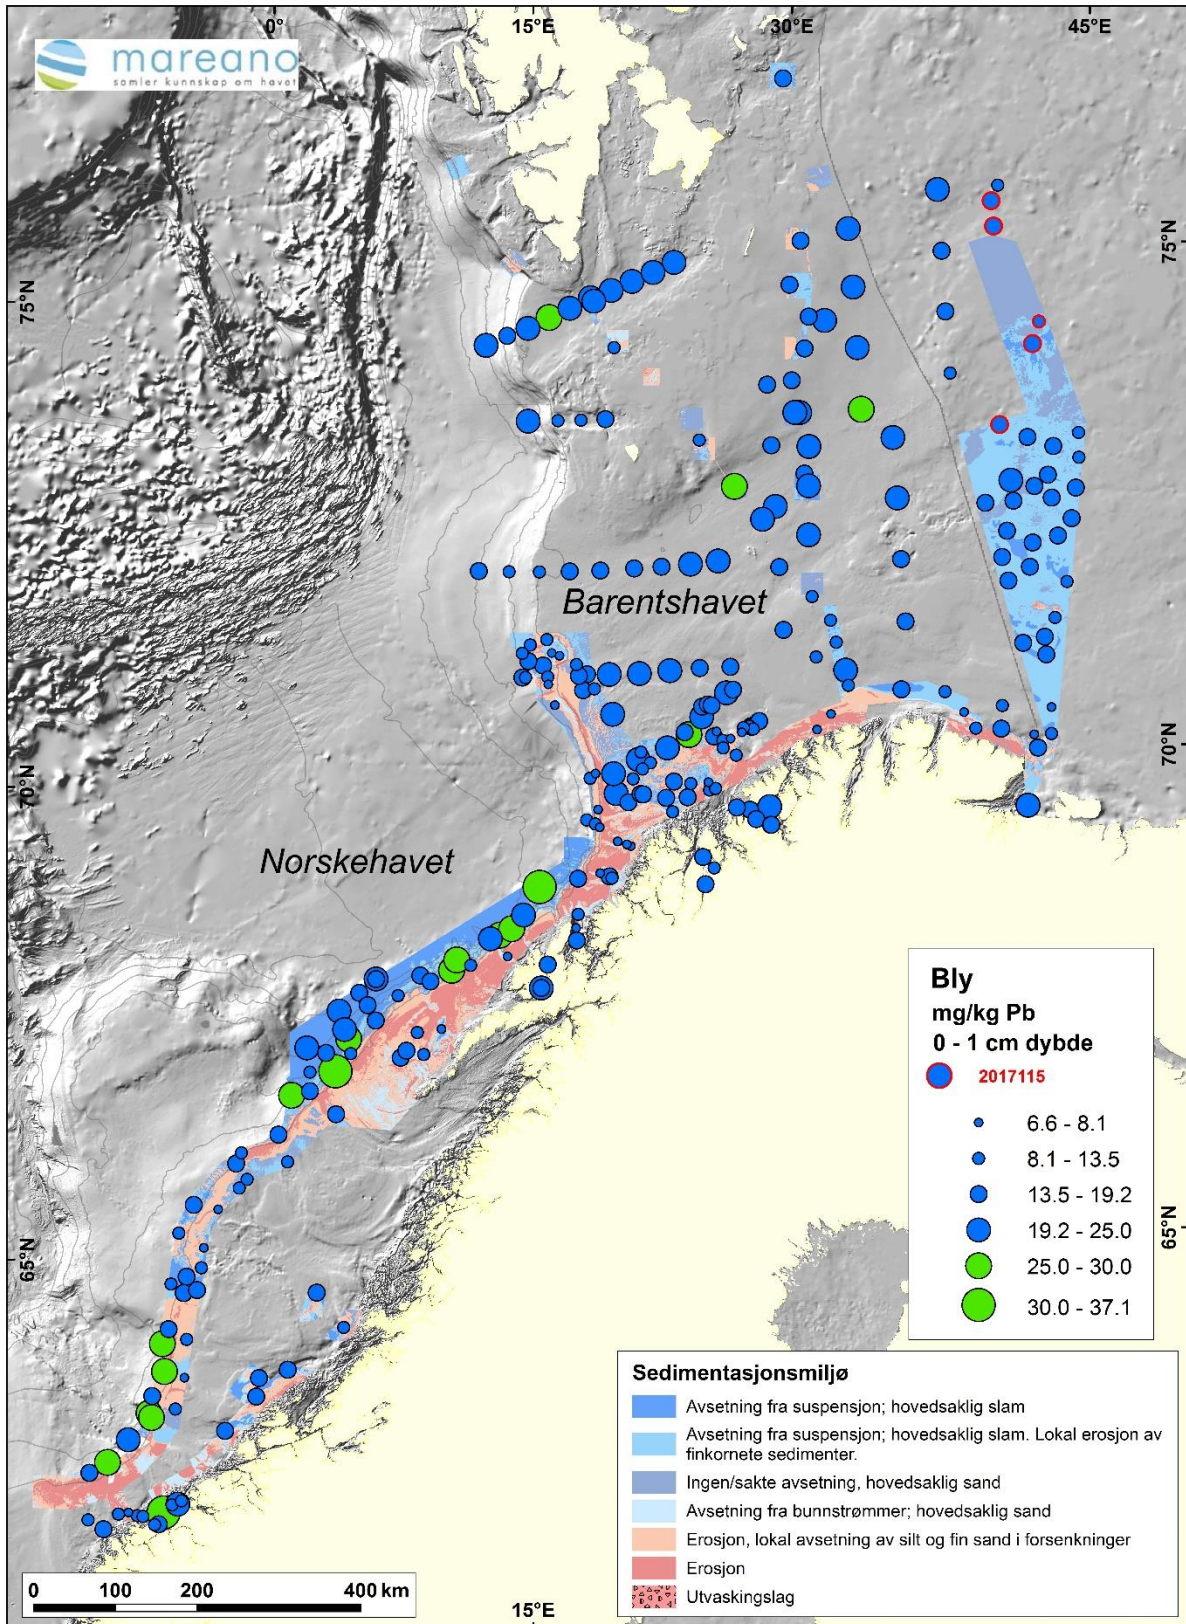 0°
15°E
30°E
45°E
mareano
samler kunnskap om havet
75°N
75°N
Barentshavet
70°N
70°N
Norskehavet
Bly
mg/kg Pb
0 - 1 cm dybde
2017115
6.6 - 8.1
8.1 - 13.5
13.5 - 19.2
19.2 - 25.0
25.0 - 30.0
30.0 - 37.1
65°N
65°N
Sedimentasjonsmiljø
Avsetning fra suspensjon; hovedsaklig slam
Avsetning fra suspensjon; hovedsaklig slam. Lokal erosjon av
finkornete sedimenter.
Ingen/sakte avsetning, hovedsaklig sand
Avsetning fra bunnstrømmer; hovedsaklig sand
Erosjon, lokal avsetning av silt og fin sand i forsenkninger
Erosjon
Utvaskingslag
0 100 200 400 km
15°E